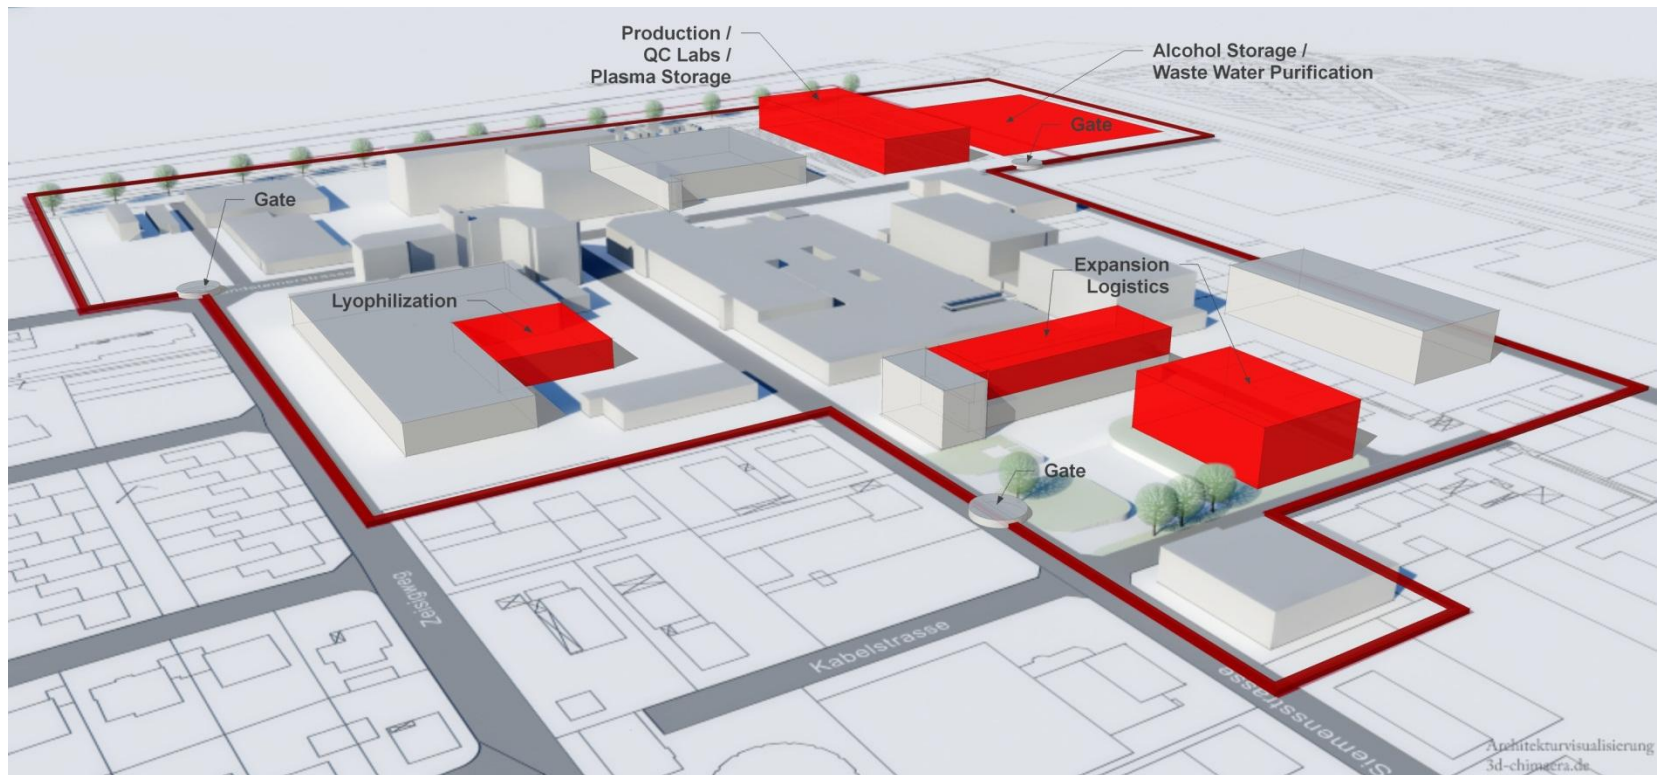 Production /
QC Labs /
Plasma Storage
Alcohol Storage /
Waste Water Purification
Gate
Gate
Expansion
Logistics
Lyophilization
Gate
Zeisigweg
Kabelstrasse
Siemensstrasse
Siemensstrasse
Architekturvisualisierung
3d-chimaera.de